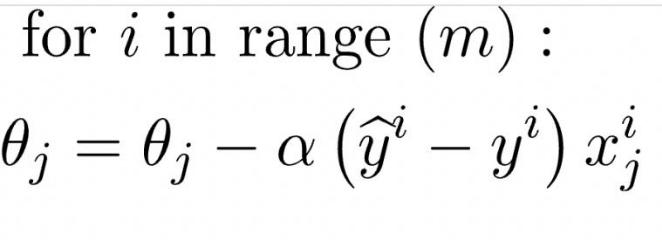 for i in range (m) :
θ_j = θ_j − α (ŷ^i − y^i) x_j^i